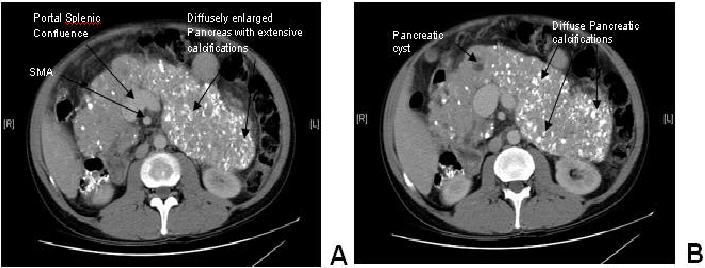 Portal Splenic
Confluence
Diffusely enlarged
Pancreas with extensive
calcifications
SMA
[R]
[L]
A
Pancreatic
cyst
Diffuse Pancreatic
calcifications
[R]
[L]
B